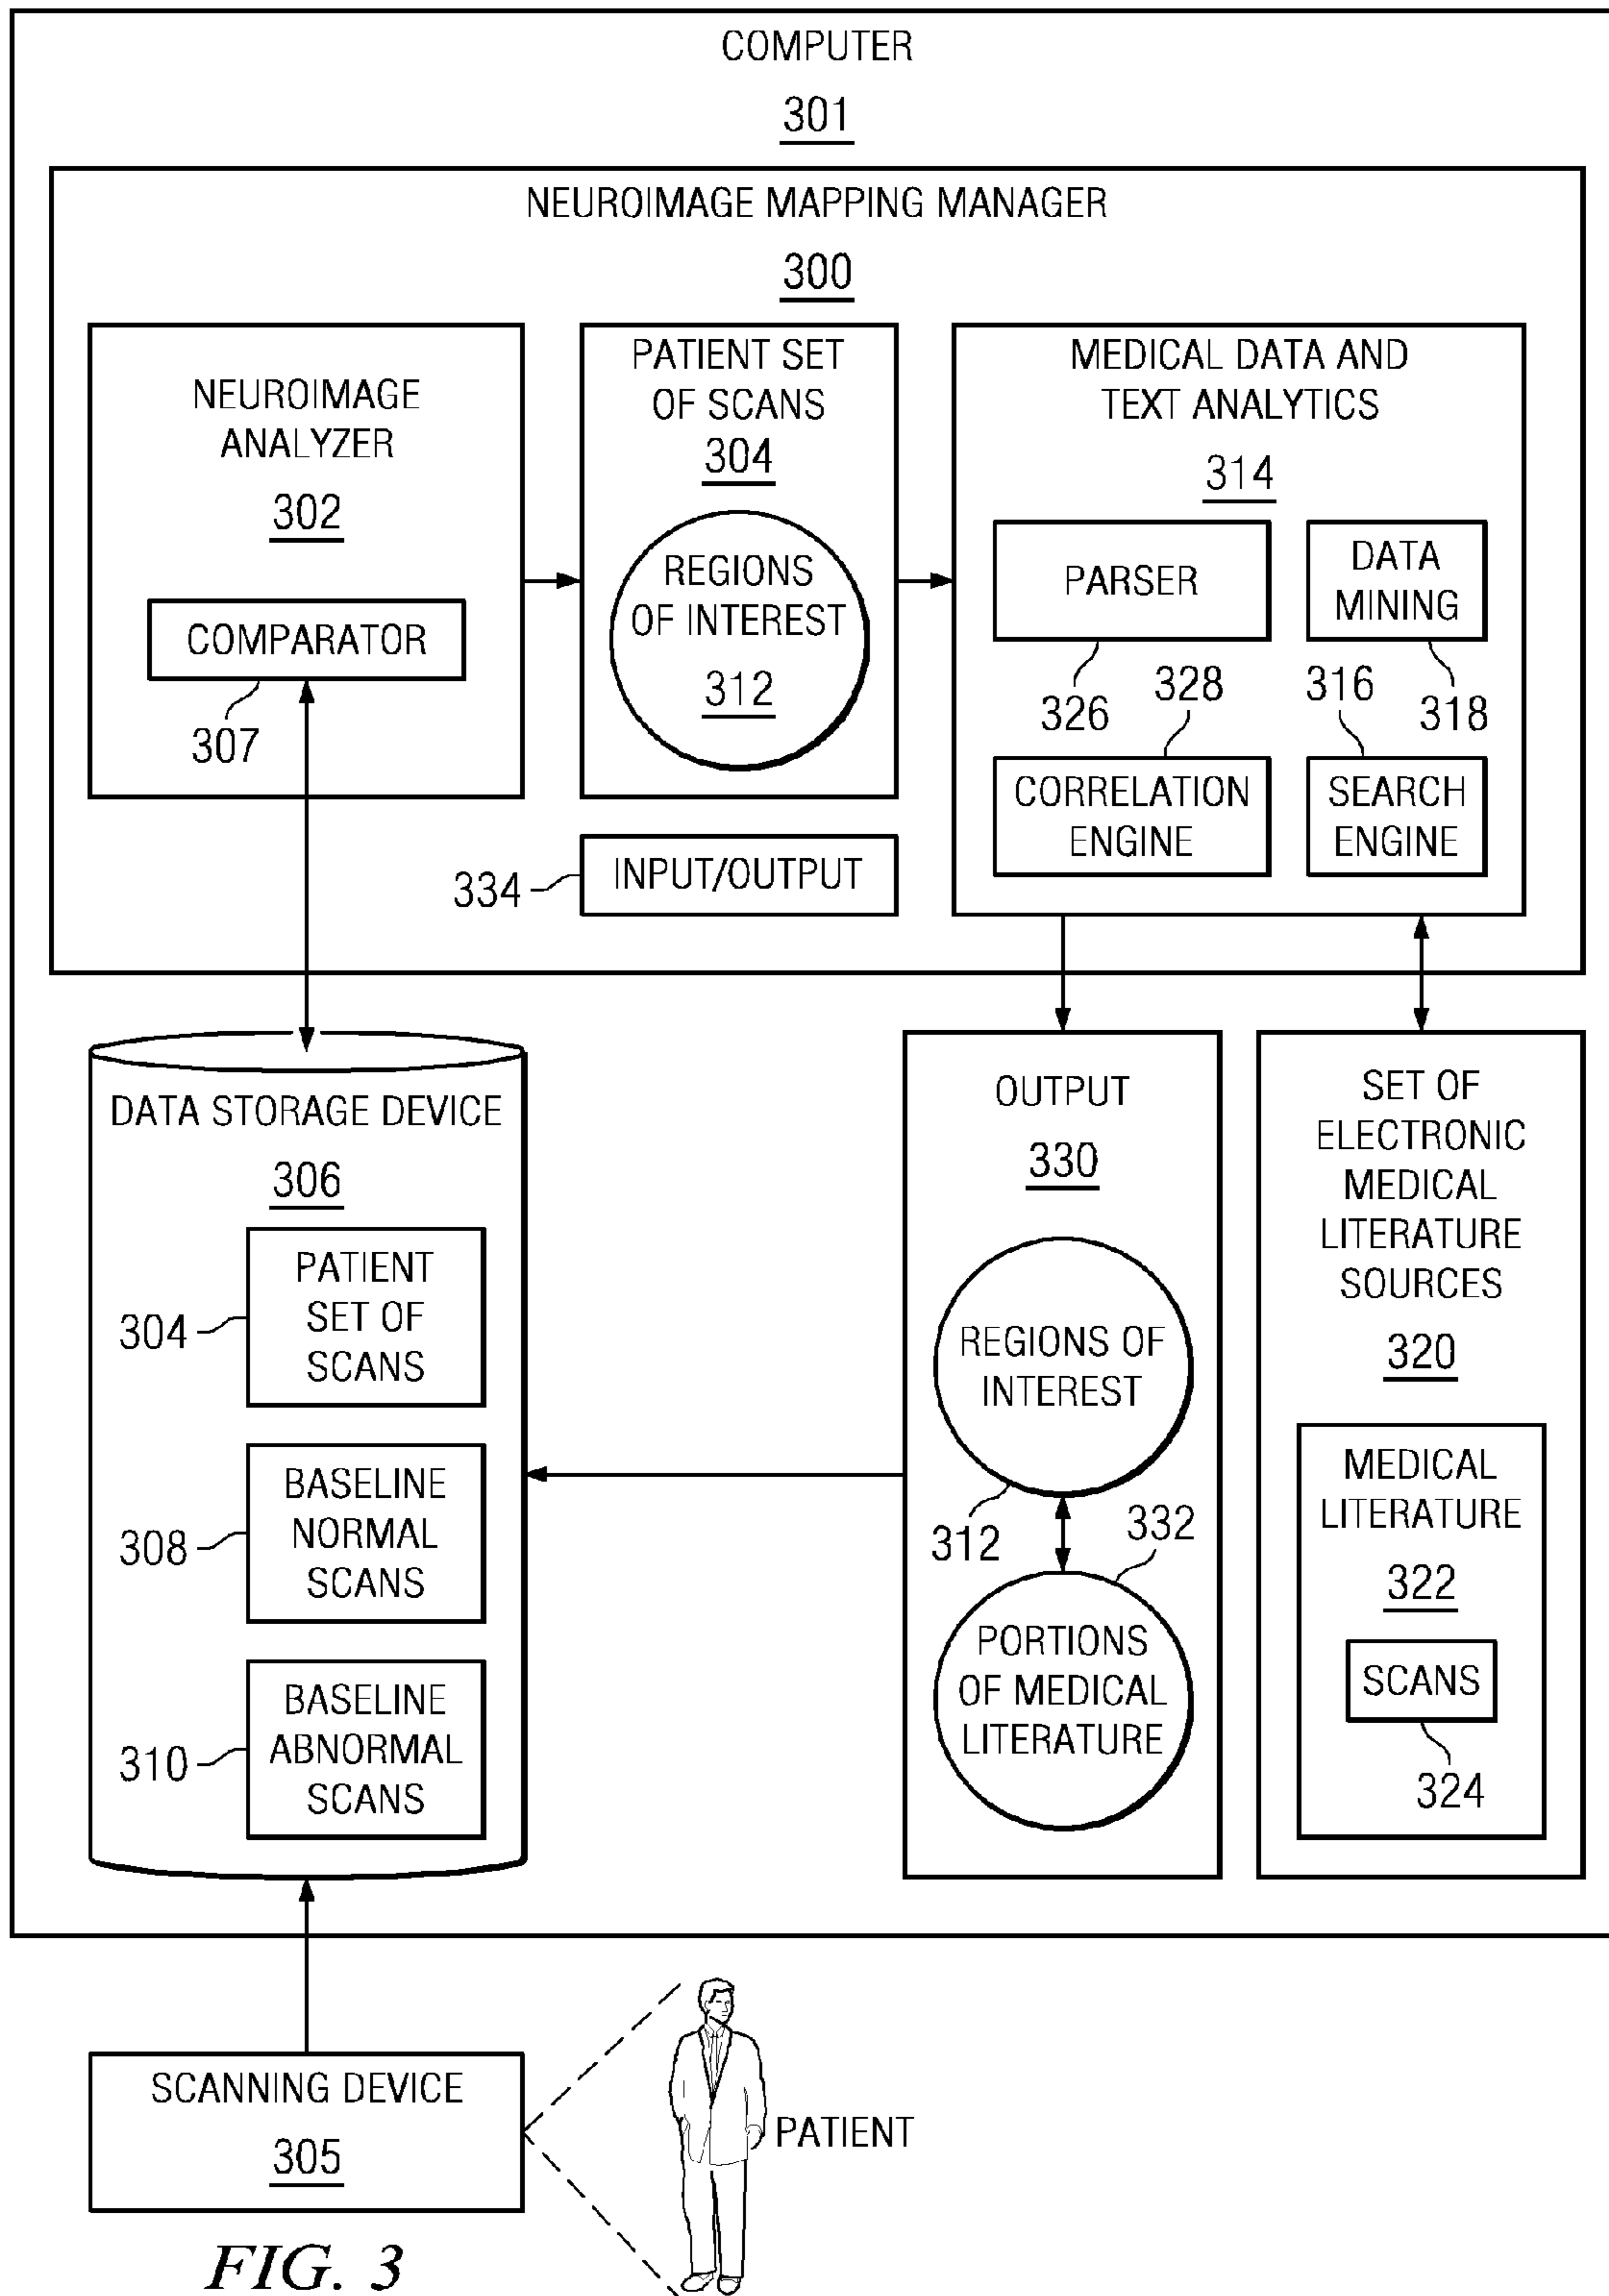 COMPUTER
301
NEUROIMAGE MAPPING MANAGER
300
NEUROIMAGE
ANALYZER
302
COMPARATOR
307
PATIENT SET
OF SCANS
304
REGIONS
OF INTEREST
312
334
INPUT/OUTPUT
MEDICAL DATA AND
TEXT ANALYTICS
314
PARSER
326
DATA
MINING
318
328
CORRELATION
ENGINE
316
SEARCH
ENGINE
DATA STORAGE DEVICE
306
304
PATIENT
SET OF
SCANS
308
BASELINE
NORMAL
SCANS
310
BASELINE
ABNORMAL
SCANS
OUTPUT
330
REGIONS OF
INTEREST
312
332
PORTIONS
OF MEDICAL
LITERATURE
SET OF
ELECTRONIC
MEDICAL
LITERATURE
SOURCES
320
MEDICAL
LITERATURE
322
SCANS
324
SCANNING DEVICE
305
PATIENT
FIG. 3